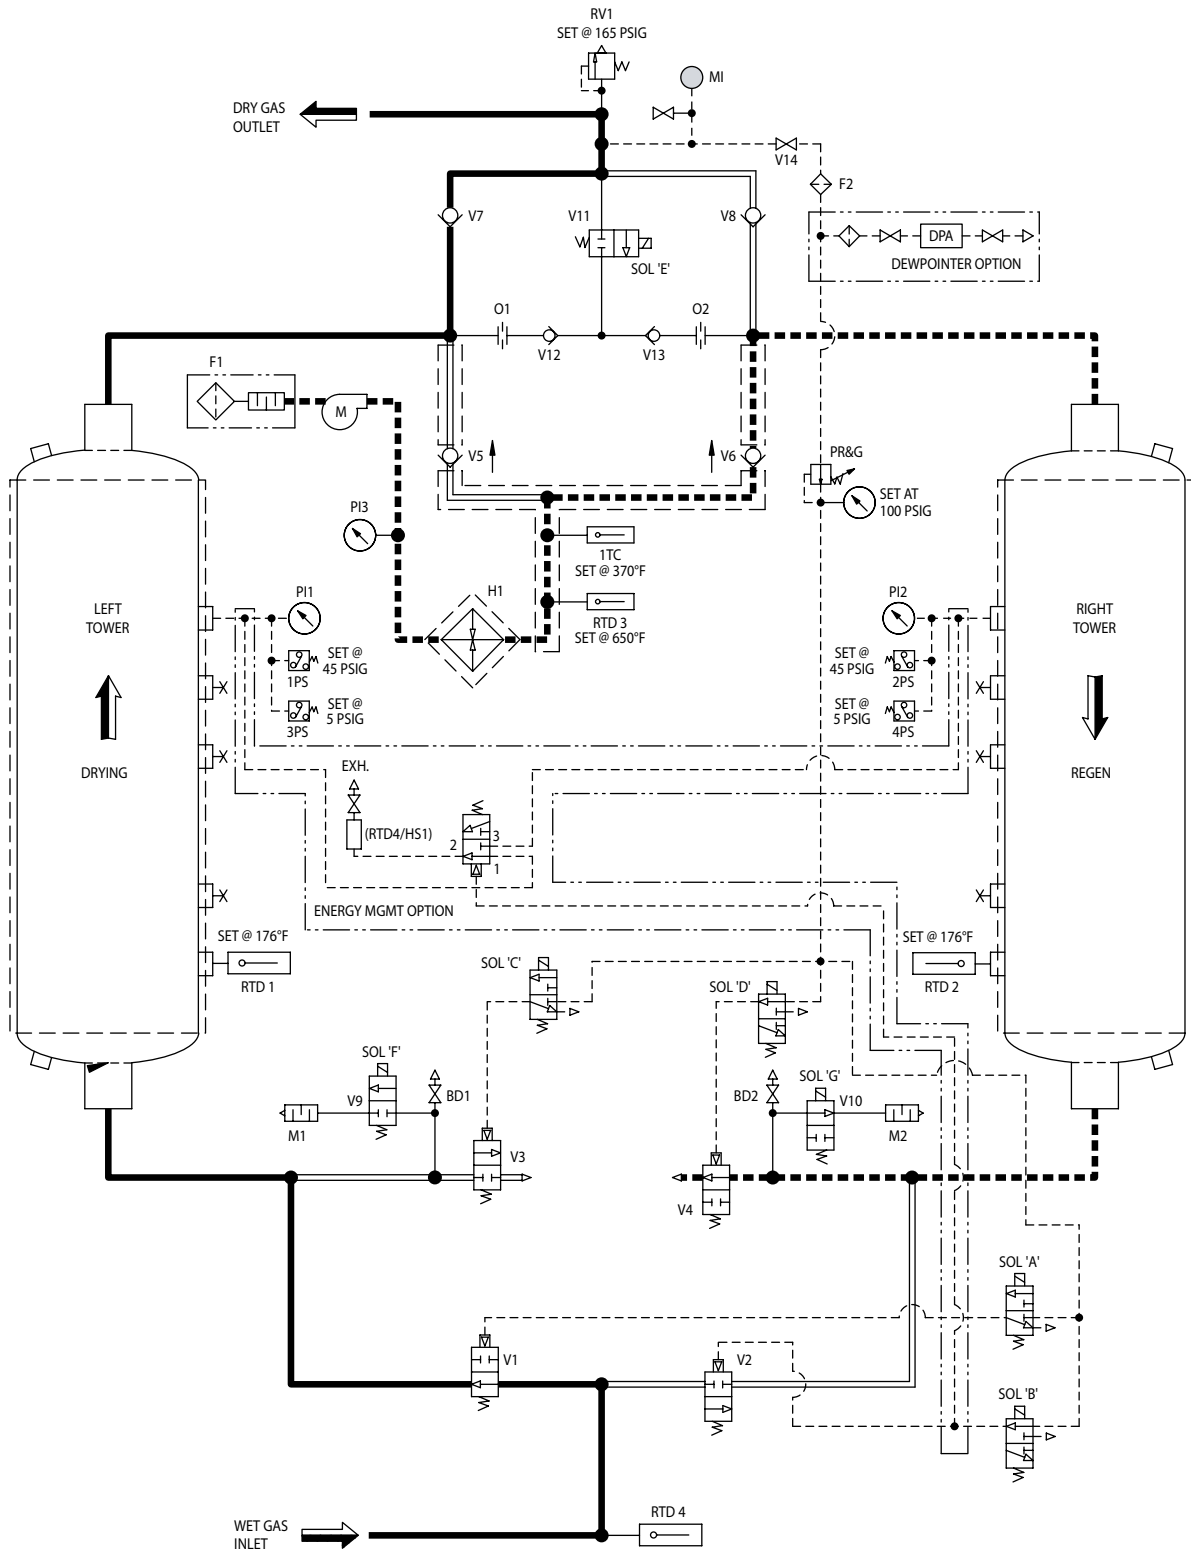 RV1
SET @ 165 PSIG
MI
DRY GAS
OUTLET
V14
F2
V7
V11
V8
SOL 'E'
DPA
DEWPOINTER OPTION
O1
O2
V12
V13
F1
M
V5
V6
PR&G
SET AT
100 PSIG
PI3
1TC
SET @ 370°F
H1
RTD 3
SET @ 650°F
PI1
PI2
LEFT
TOWER
RIGHT
TOWER
SET @
45 PSIG
1PS
SET @
45 PSIG
2PS
SET @
5 PSIG
3PS
SET @
5 PSIG
4PS
DRYING
REGEN
EXH.
(RTD4/HS1)
2
3
1
ENERGY MGMT OPTION
SET @ 176°F
RTD 1
SET @ 176°F
RTD 2
SOL 'C'
SOL 'D'
SOL 'F'
V9
BD1
M1
V3
BD2
SOL 'G'
V10
M2
V4
SOL 'A'
V1
V2
SOL 'B'
RTD 4
WET GAS
INLET